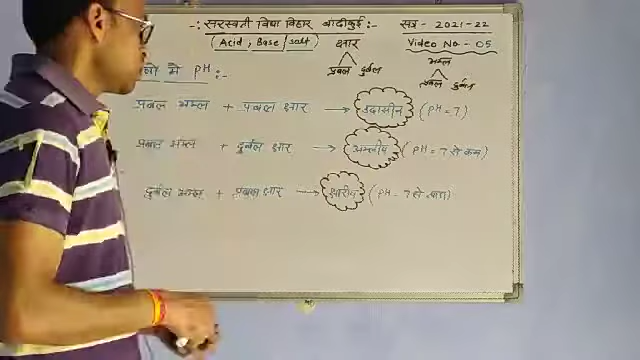 -: सरस्वती विद्या विहार बांदीकुई :- सत्र - 2021-22
(Acid, Base/salt) क्षार Video No - 05
प्रबल दुर्बल अम्ल
प्रबल दुर्बल
में PH :-
प्रबल अम्ल + प्रबल क्षार → उदासीन (PH = 7)
प्रबल अम्ल + दुर्बल क्षार → अम्लीय (PH = 7 से कम)
दुर्बल अम्ल + प्रबल क्षार → क्षारीय (PH - 7 से ज्यादा)